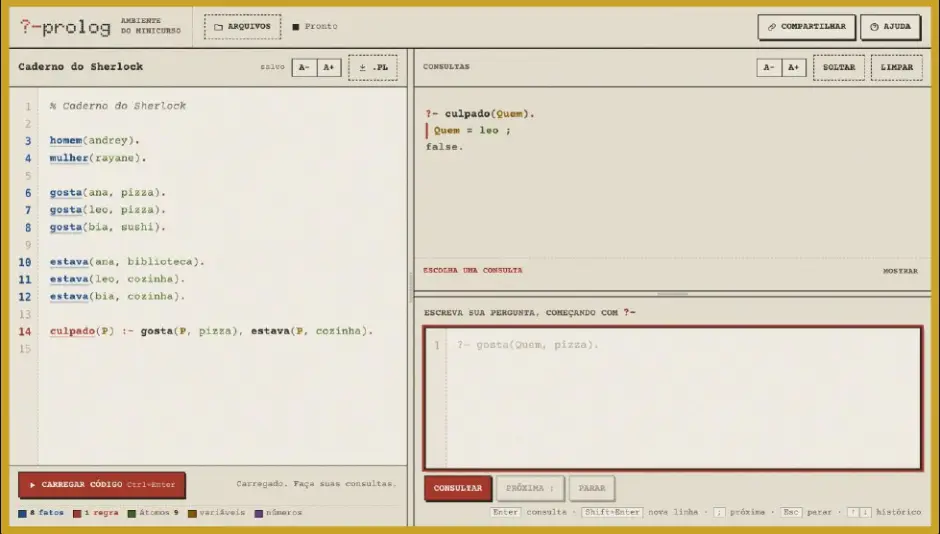 ?-prolog
AMBIENTE
DO MINICURSO
ARQUIVOS
Pronto
COMPARTILHAR
AJUDA
Caderno do Sherlock
salvo
A-
A+
.PL
1 % Caderno do Sherlock
2
3 homem(andrey).
4 mulher(rayane).
5
6 gosta(ana, pizza).
7 gosta(leo, pizza).
8 gosta(bia, sushi).
9
10 estava(ana, biblioteca).
11 estava(leo, cozinha).
12 estava(bia, cozinha).
13
14 culpado(P) :- gosta(P, pizza), estava(P, cozinha).
15
CARREGAR CÓDIGO Ctrl+Enter
Carregado. Faça suas consultas.
8 fatos
1 regra
Átomos 9
variáveis
números
CONSULTAS
A-
A+
SOLTAR
LIMPAR
?- culpado(Quem).
Quem = leo ;
false.
ESCOLHA UMA CONSULTA
MOSTRAR
ESCREVA SUA PERGUNTA, COMEÇANDO COM ?-
1 ?- gosta(Quem, pizza).
CONSULTAR
PRÓXIMA ;
PARAR
Enter consulta · Shift+Enter nova linha · ; próxima · Esc parar · ↑↓ histórico